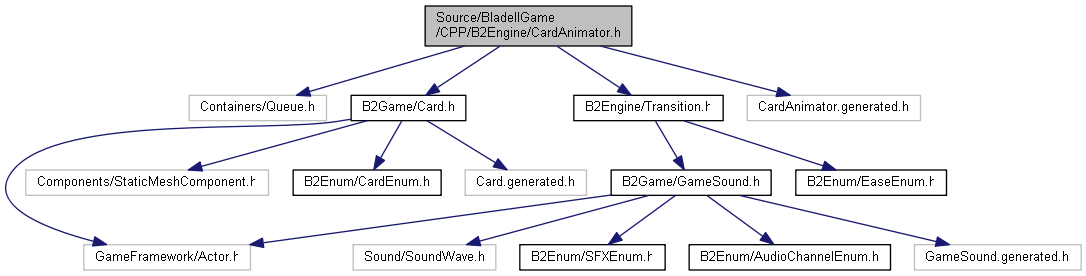 Source/BladeIIGame
/CPP/B2Engine/CardAnimator.h
Containers/Queue.h
B2Game/Card.h
B2Engine/Transition.h
CardAnimator.generated.h
Components/StaticMeshComponent.h
B2Enum/CardEnum.h
Card.generated.h
B2Game/GameSound.h
B2Enum/EaseEnum.h
GameFramework/Actor.h
Sound/SoundWave.h
B2Enum/SFXEnum.h
B2Enum/AudioChannelEnum.h
GameSound.generated.h